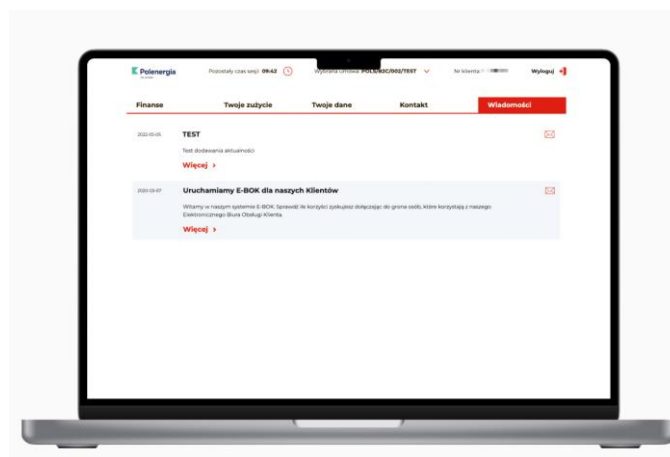 Polenergia
Pozostały czas sesji: 09:42
Wybrana umowa: POLS/B2C/002/TEST
Nr klienta:
Wyloguj
Finanse
Twoje zużycie
Twoje dane
Kontakt
Wiadomości
TEST
Test dodawania aktualności
Więcej ›
Uruchamiamy E-BOK dla naszych Klientów
Witamy w naszym systemie E-BOK. Sprawdź ile korzyści zyskujesz dołączając do grona osób, które korzystają z naszego
Elektronicznego Biura Obsługi Klienta.
Więcej ›